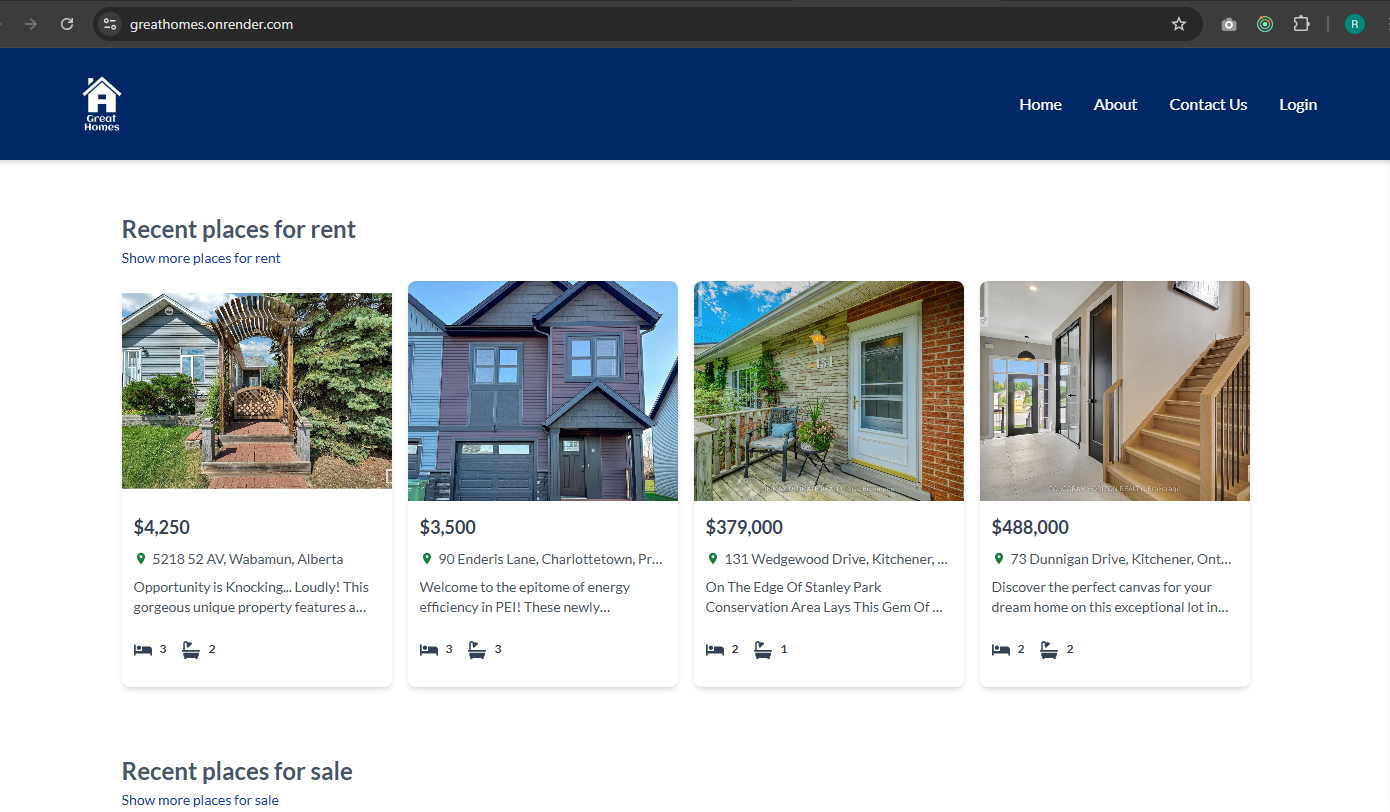 greathomes.onrender.com
R
Great
Homes
Home
About
Contact Us
Login
Recent places for rent
Show more places for rent
131
CORCORAN HORIZON REALTY, Brokerage
$4,250
5218 52 AV, Wabamun, Alberta
Opportunity is Knocking... Loudly! This
gorgeous unique property features a...
3
2
$3,500
90 Enderis Lane, Charlottetown, Pr...
Welcome to the epitome of energy
efficiency in PEI! These newly...
3
3
$379,000
131 Wedgewood Drive, Kitchener, ...
On The Edge Of Stanley Park
Conservation Area Lays This Gem Of ...
2
1
$488,000
73 Dunnigan Drive, Kitchener, Ont...
Discover the perfect canvas for your
dream home on this exceptional lot in...
2
2
Recent places for sale
Show more places for sale